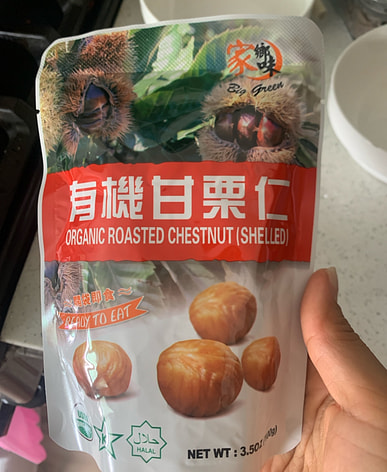 家鄉味
Big Green
有機甘栗仁
ORGANIC ROASTED CHESTNUT (SHELLED)
READY TO EAT
حلال
HALAL
NET WT : 3.5OZ